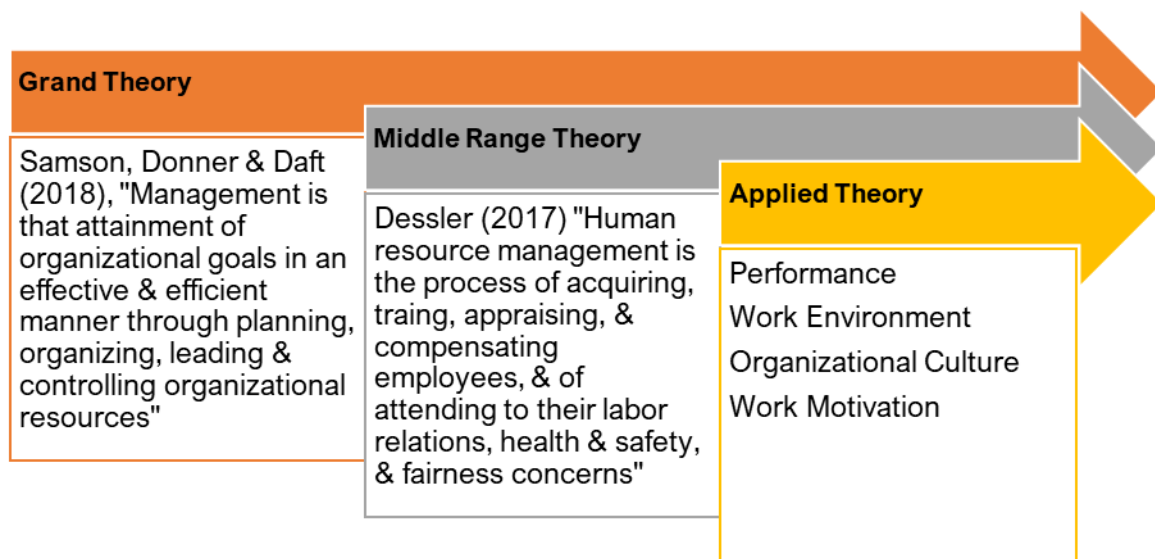 Grand Theory
Samson, Donner & Daft
(2018), "Management is
that attainment of
organizational goals in an
effective & efficient
manner through planning,
organizing, leading &
controlling organizational
resources"
Middle Range Theory
Dessler (2017) "Human
resource management is
the process of acquiring,
traing, appraising, &
compensating
employees, & of
attending to their labor
relations, health & safety,
& fairness concerns"
Applied Theory
Performance
Work Environment
Organizational Culture
Work Motivation